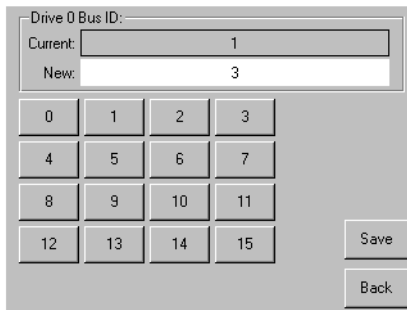 Drive 0 Bus ID:
Current: 1
New: 3
0 1 2 3
4 5 6 7
8 9 10 11
12 13 14 15
Save
Back